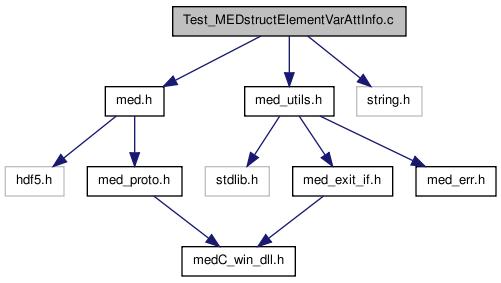 Test_MEDstructElementVarAttInfo.c
med.h
med_utils.h
string.h
hdf5.h
med_proto.h
stdlib.h
med_exit_if.h
med_err.h
medC_win_dll.h